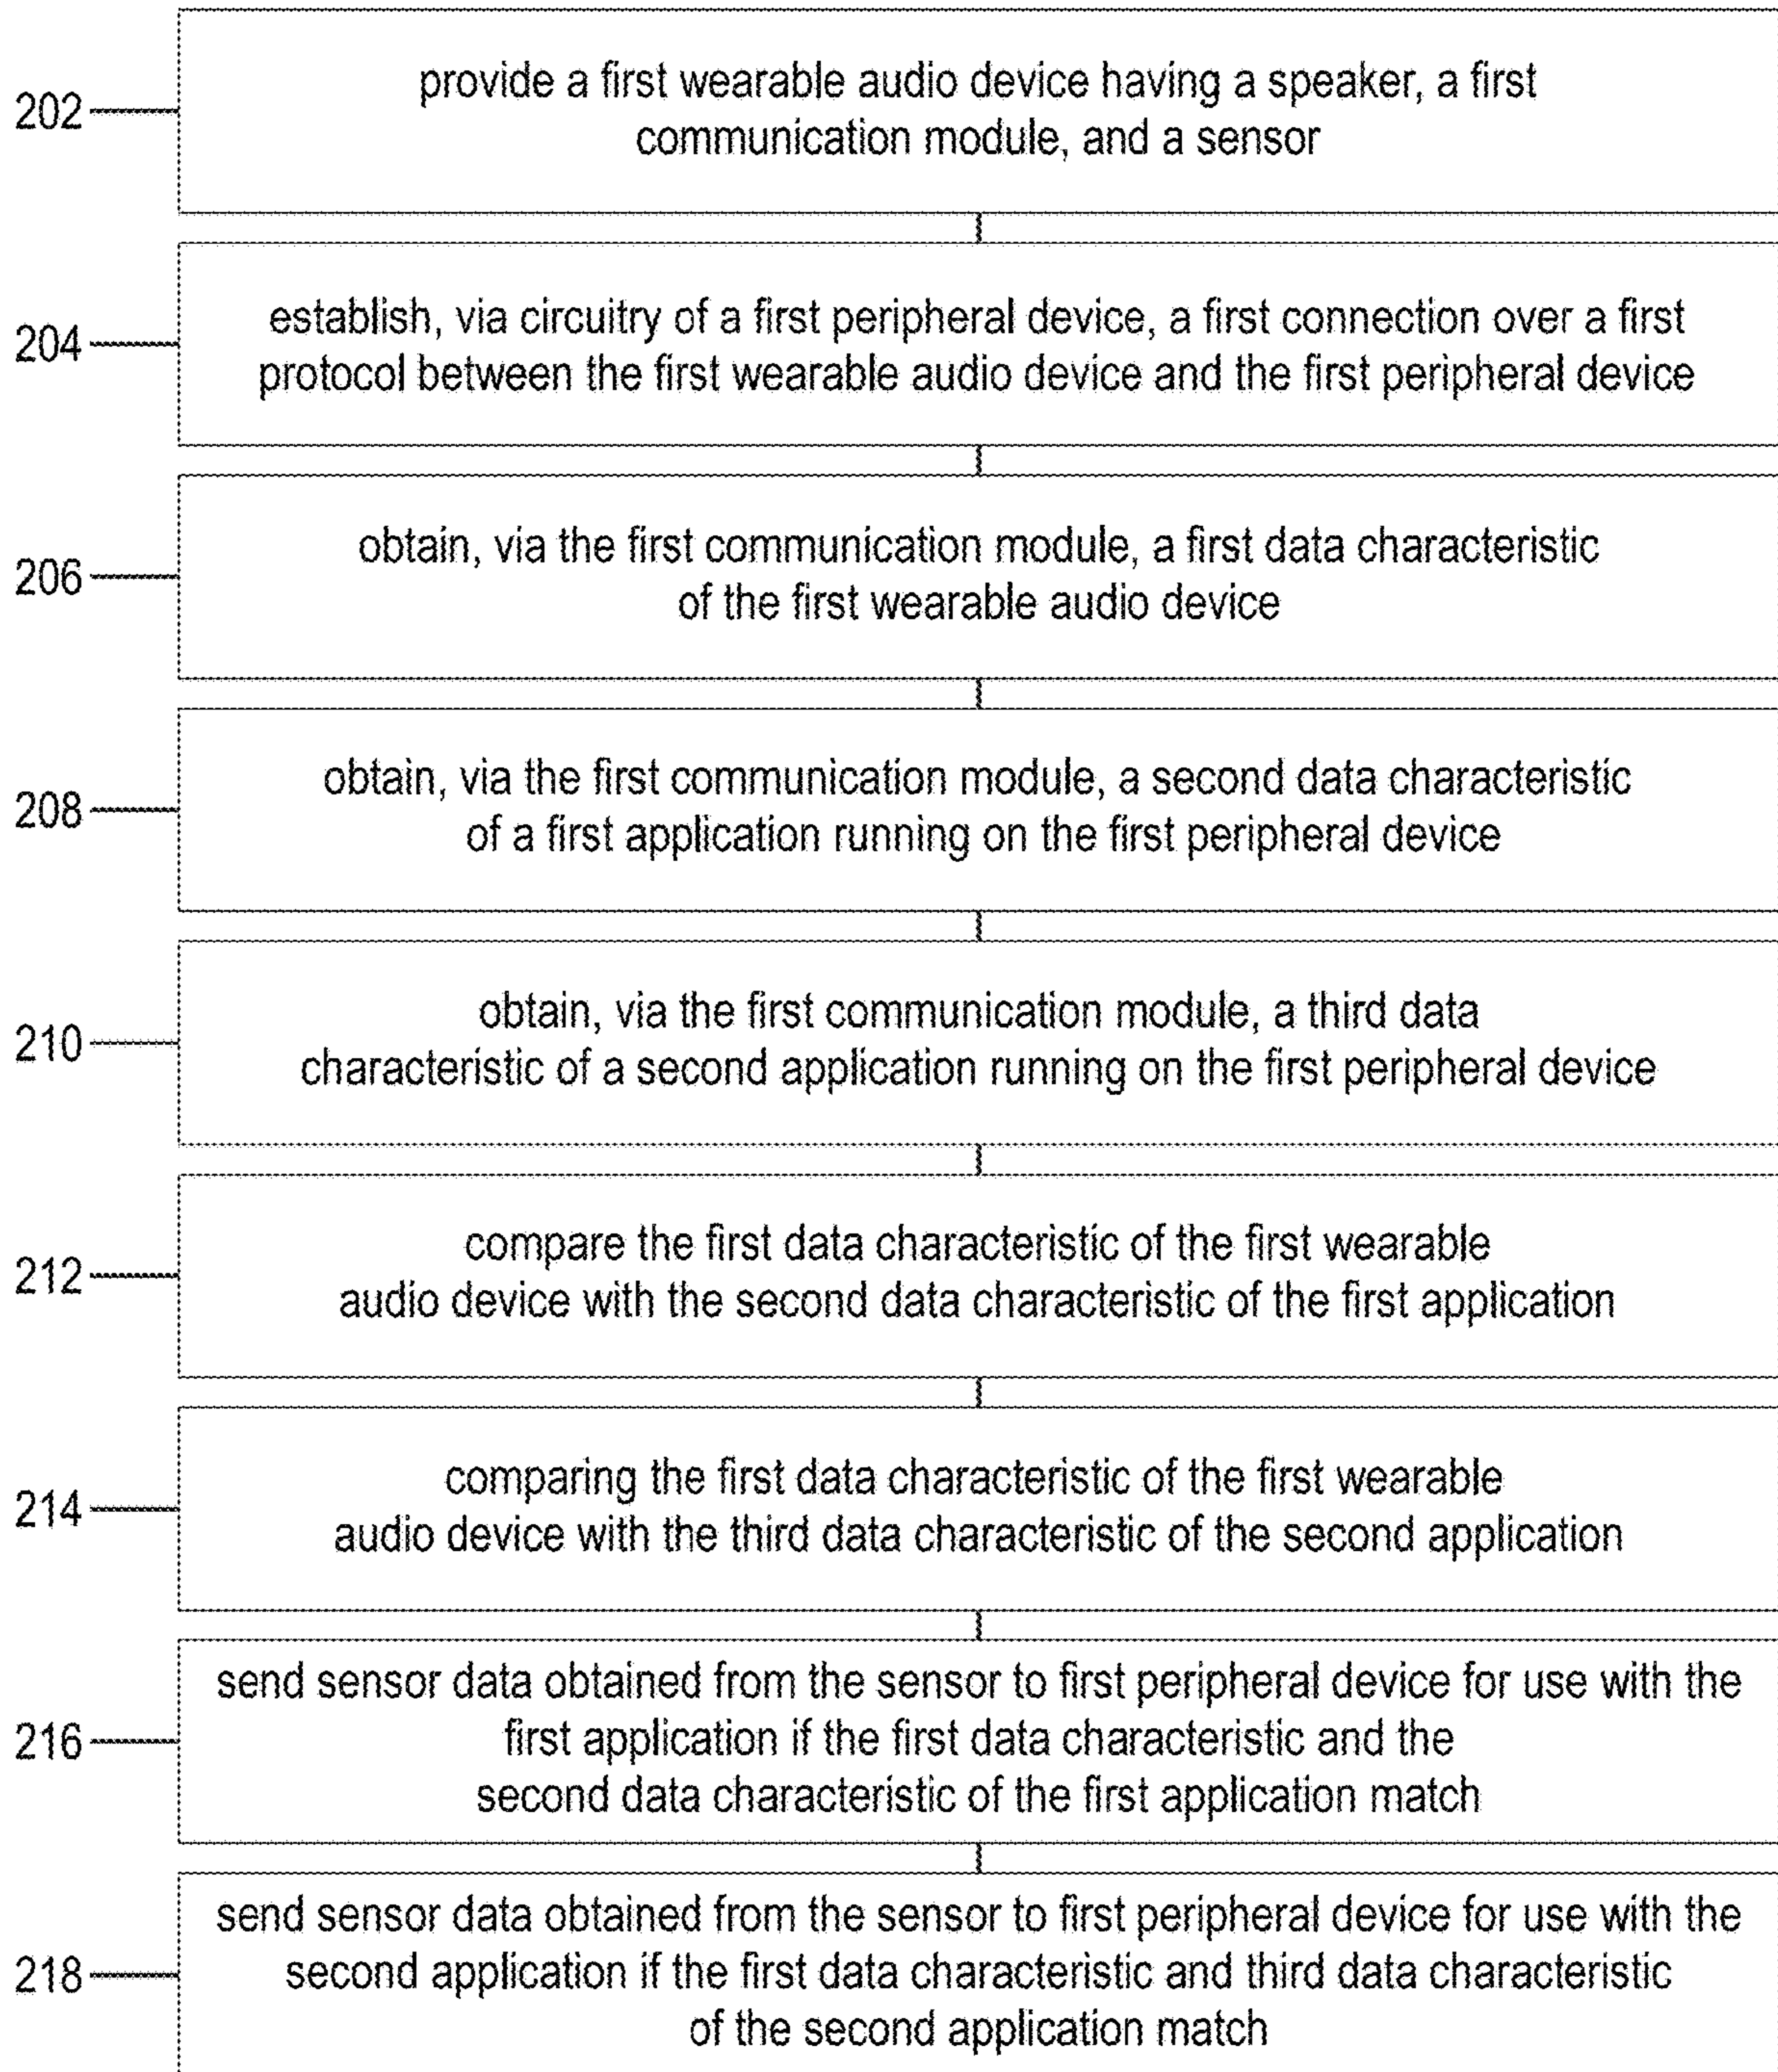 202
provide a first wearable audio device having a speaker, a first
communication module, and a sensor
204
establish, via circuitry of a first peripheral device, a first connection over a first
protocol between the first wearable audio device and the first peripheral device
206
obtain, via the first communication module, a first data characteristic
of the first wearable audio device
208
obtain, via the first communication module, a second data characteristic
of a first application running on the first peripheral device
210
obtain, via the first communication module, a third data
characteristic of a second application running on the first peripheral device
212
compare the first data characteristic of the first wearable
audio device with the second data characteristic of the first application
214
comparing the first data characteristic of the first wearable
audio device with the third data characteristic of the second application
216
send sensor data obtained from the sensor to first peripheral device for use with the
first application if the first data characteristic and the
second data characteristic of the first application match
218
send sensor data obtained from the sensor to first peripheral device for use with the
second application if the first data characteristic and third data characteristic
of the second application match